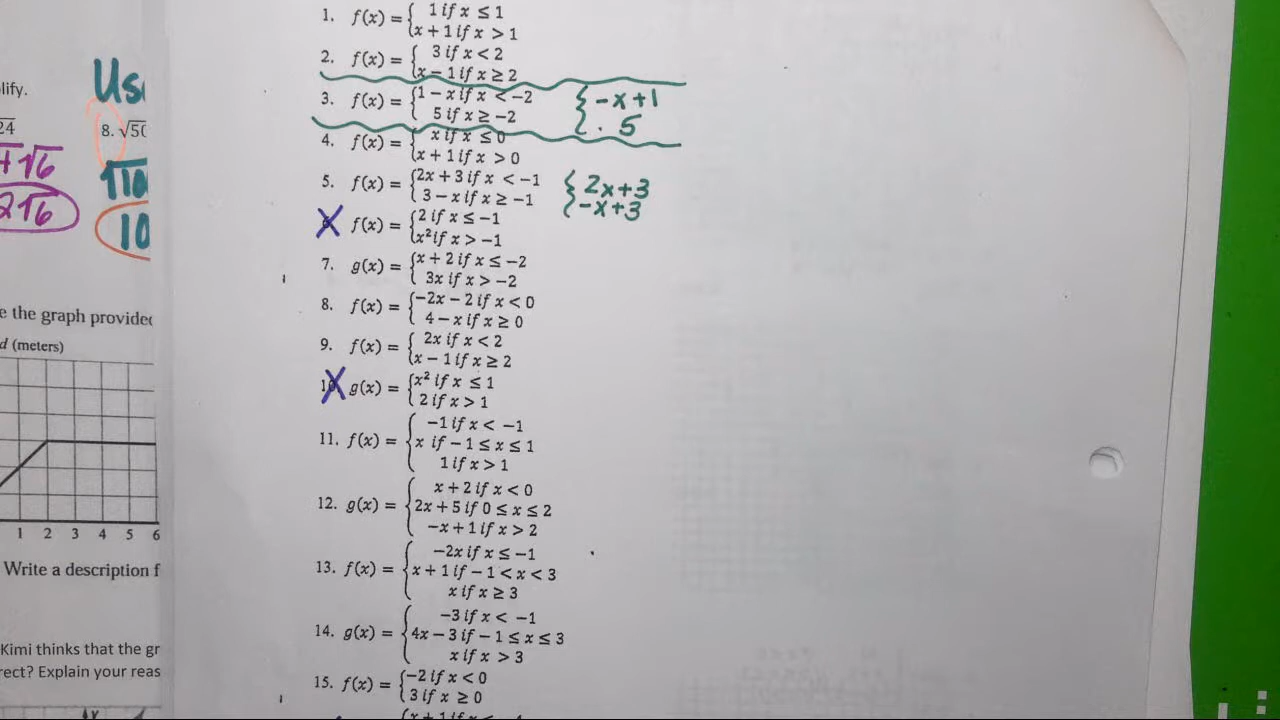 lify.
24
√6
2√6
Us
8. √50
√10
10
e the graph provided
d (meters)
1 2 3 4 5 6
Write a description f
Kimi thinks that the gr
rect? Explain your reas
1. f(x) = { 1 if x ≤ 1
x + 1 if x > 1
2. f(x) = { 3 if x < 2
x − 1 if x ≥ 2
3. f(x) = { 1 − x if x < −2
5 if x ≥ −2
{ -x+1
5
4. f(x) = { x if x ≤ 0
x + 1 if x > 0
5. f(x) = { 2x + 3 if x < −1
3 − x if x ≥ −1
{ 2x+3
-x+3
f(x) = { 2 if x ≤ −1
x² if x > −1
7. g(x) = { x + 2 if x ≤ −2
3x if x > −2
8. f(x) = { −2x − 2 if x < 0
4 − x if x ≥ 0
9. f(x) = { 2x if x < 2
x − 1 if x ≥ 2
10. g(x) = { x² if x ≤ 1
2 if x > 1
11. f(x) = { −1 if x < −1
x if − 1 ≤ x ≤ 1
1 if x > 1
12. g(x) = { x + 2 if x < 0
2x + 5 if 0 ≤ x ≤ 2
−x + 1 if x > 2
13. f(x) = { −2x if x ≤ −1
x + 1 if − 1 < x < 3
x if x ≥ 3
14. g(x) = { −3 if x < −1
4x − 3 if − 1 ≤ x ≤ 3
x if x > 3
15. f(x) = { −2 if x < 0
3 if x ≥ 0